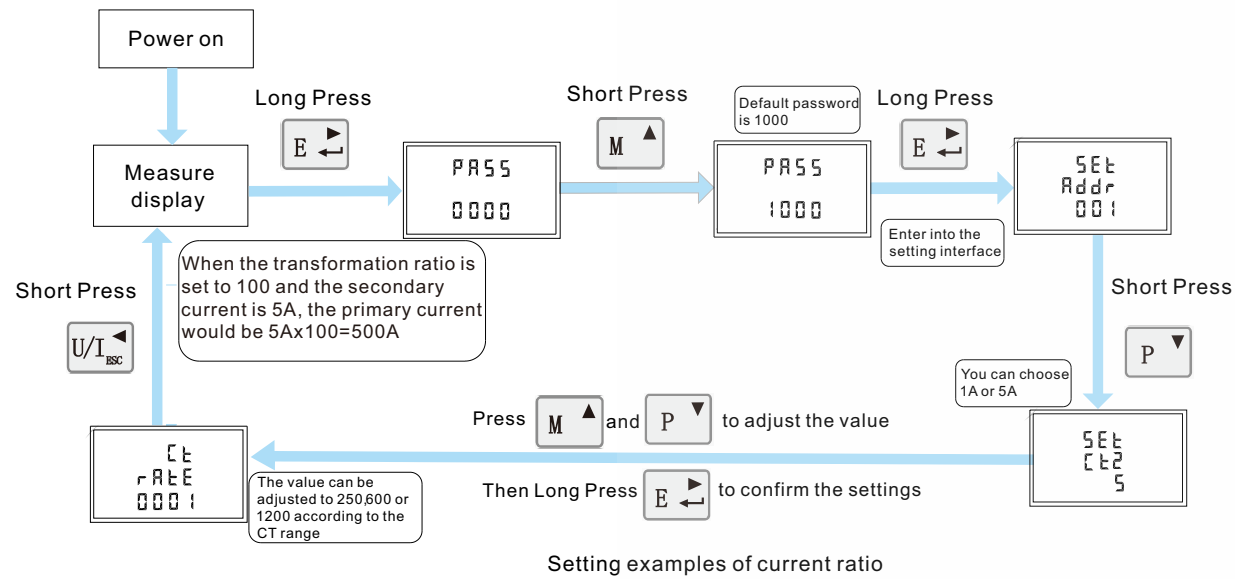 Power on
Long Press
E
Short Press
M
Default password
is 1000
Long Press
E
Measure
display
PASS
0000
PASS
1000
SEt
Addr
001
Enter into the
setting interface
When the transformation ratio is
set to 100 and the secondary
current is 5A, the primary current
would be 5Ax100=500A
Short Press
U/I ESC
Short Press
P
You can choose
1A or 5A
Press M and P to adjust the value
Then Long Press E to confirm the settings
SEt
Ct2
5
Ct
rAtE
0001
The value can be
adjusted to 250,600 or
1200 according to the
CT range
Setting examples of current ratio